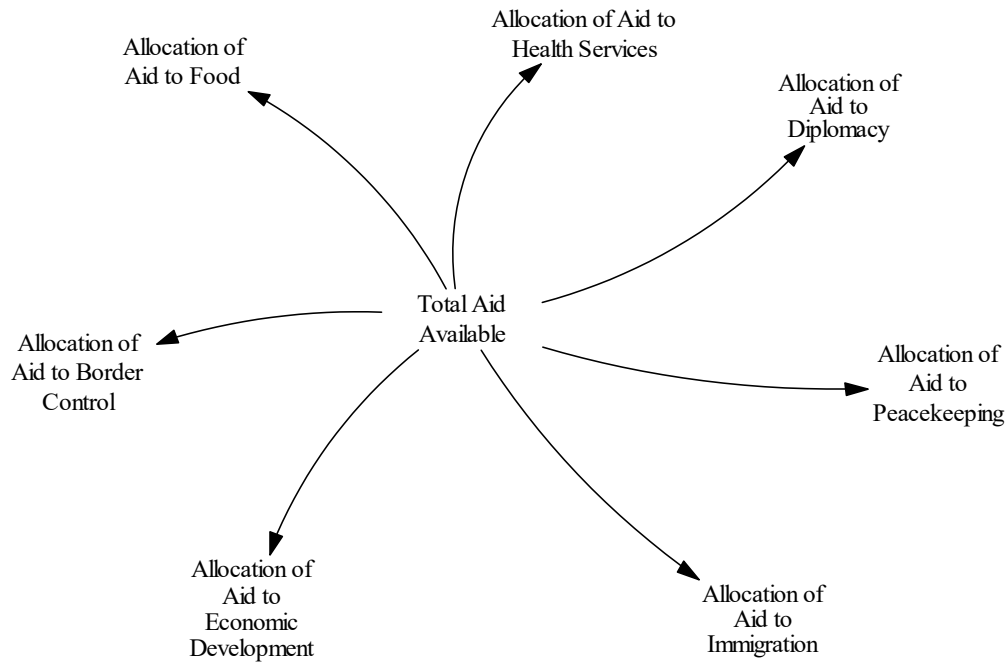 Allocation of Aid to
Health Services
Allocation of
Aid to Food
Allocation of
Aid to
Diplomacy
Total Aid
Available
Allocation of
Aid to Border
Control
Allocation of
Aid to
Peacekeeping
Allocation of
Aid to
Economic
Development
Allocation of
Aid to
Immigration